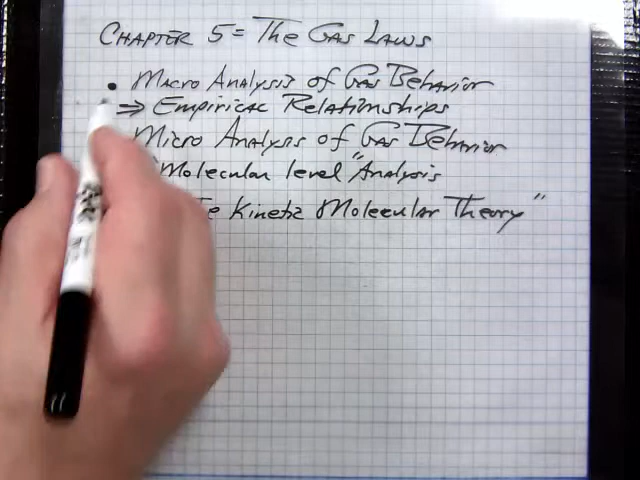 CHAPTER 5 = The Gas Laws
• Macro Analysis of Gas Behavior
⇒ Empirical Relationships
Micro Analysis of Gas Behavior
"Molecular level" Analysis
Kinetic Molecular Theory"